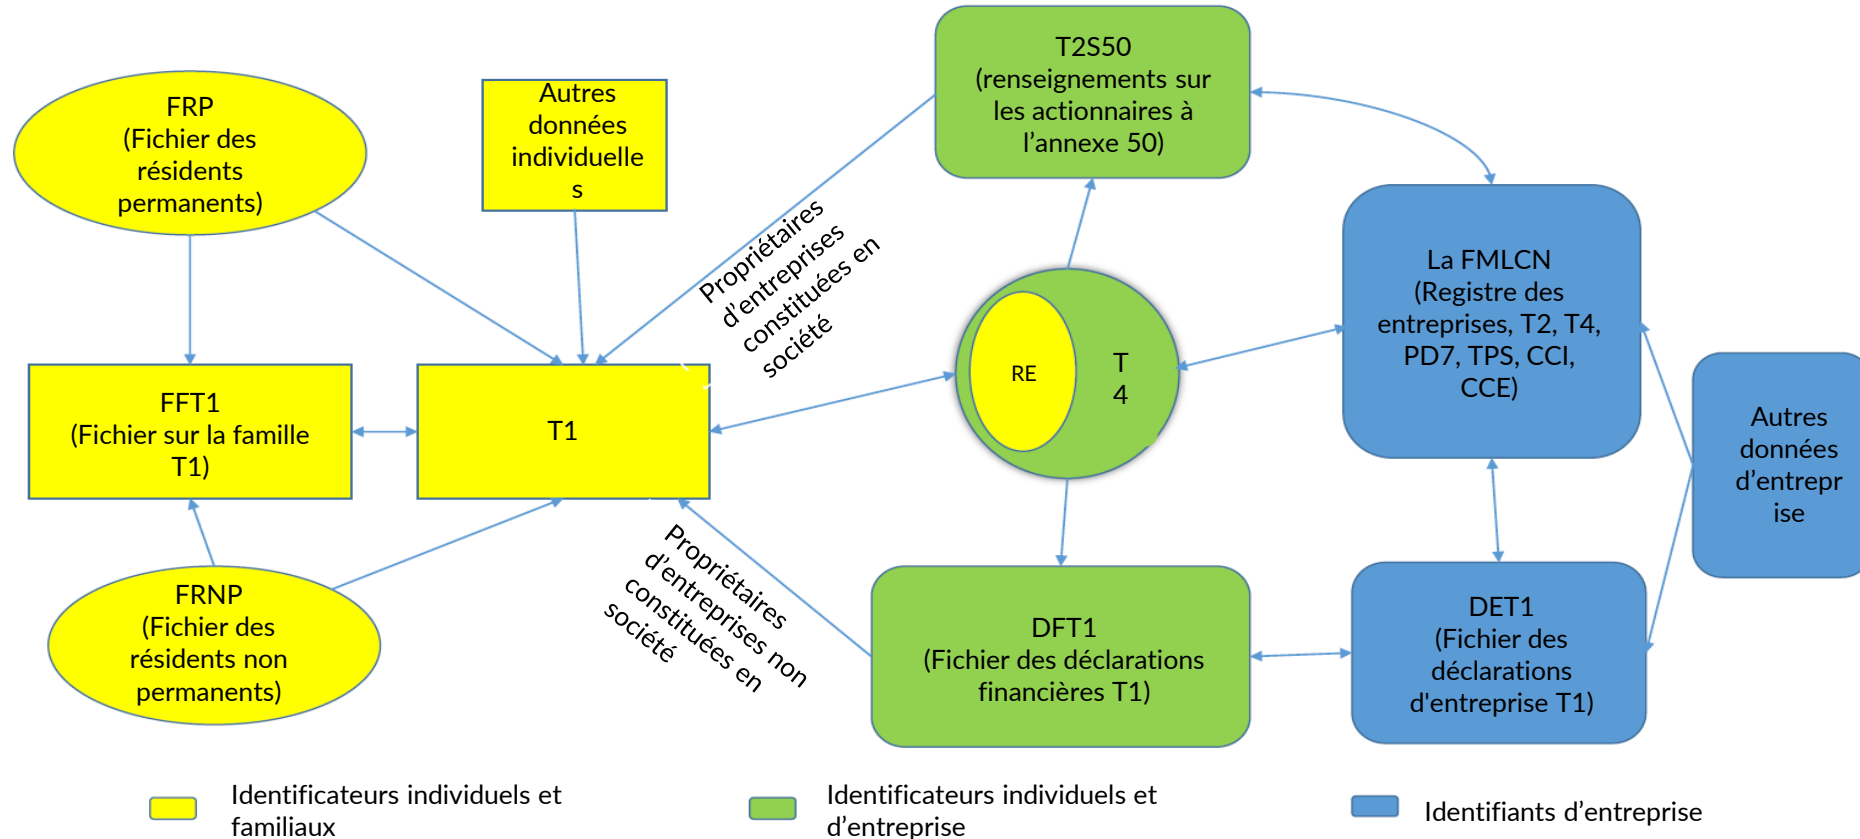 FRP
(Fichier des
résidents
permanents)
Autres
données
individuelle
s
T2S50
(renseignements sur
les actionnaires à
l’annexe 50)
Propriétaires
d’entreprises
constituées en
société
La FMLCN
(Registre des
entreprises, T2, T4,
PD7, TPS, CCI,
CCE)
RE
T
4
FFT1
(Fichier sur la famille
T1)
T1
Autres
données
d’entrepr
ise
FRNP
(Fichier des
résidents non
permanents)
Propriétaires
d’entreprises non
constituées en
société
DFT1
(Fichier des déclarations
financières T1)
DET1
(Fichier des
déclarations
d'entreprise T1)
Identificateurs individuels et
familiaux
Identificateurs individuels et
d’entreprise
Identifiants d’entreprise